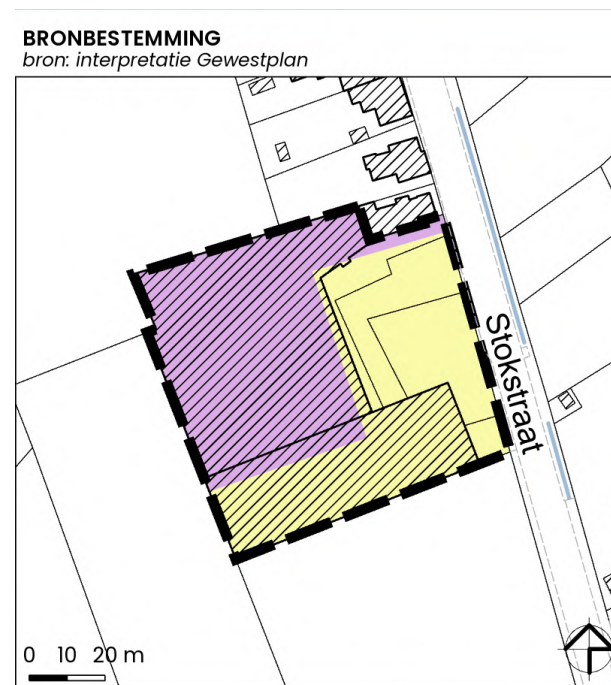 BRONBESTEMMING
bron: interpretatie Gewestplan
Stokstraat
0 10 20 m